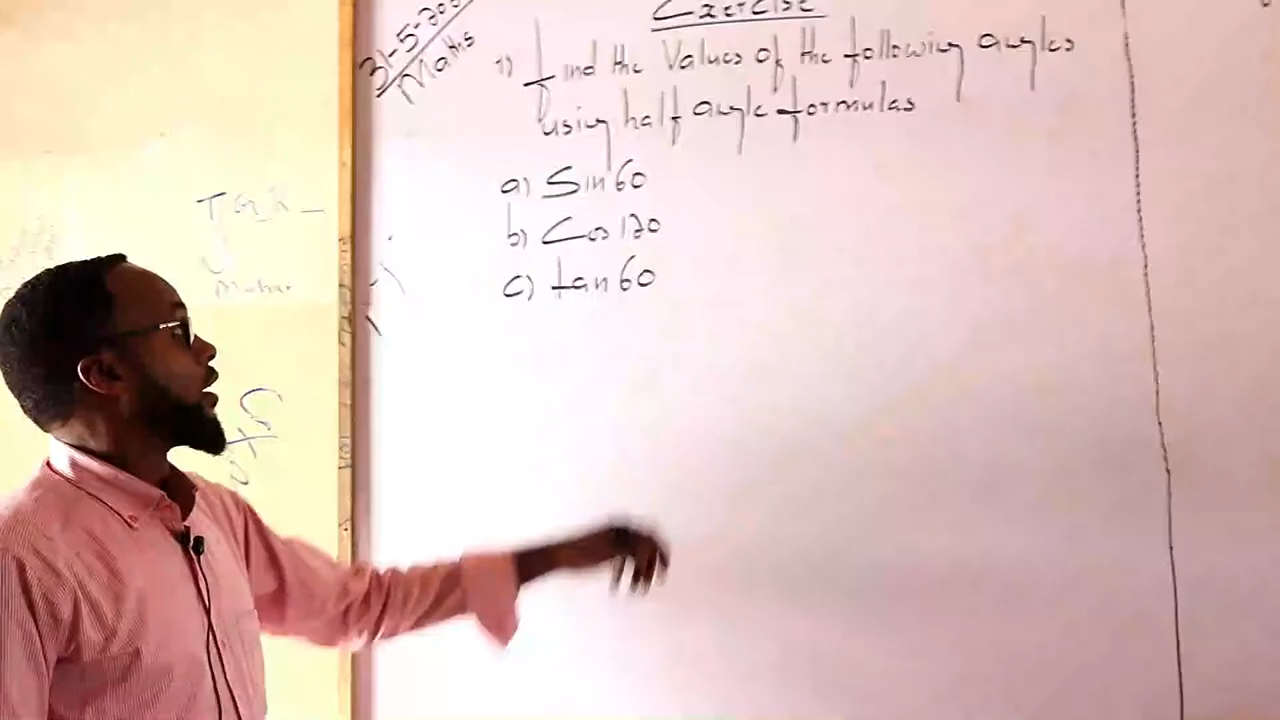 31-5-200
Maths
Exercise
1) find the Values of the following angles
using half angle formulas
a) Sin 60
b) Cos 120
c) tan 60